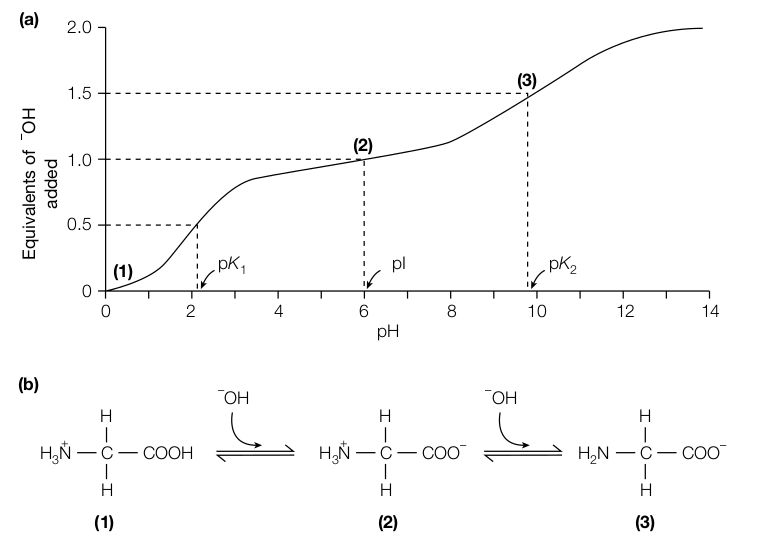 (a)
Equivalents of ⁻OH
added
2.0
1.5
1.0
0.5
0
(1)
(2)
(3)
pK₁
pI
pK₂
0 2 4 6 8 10 12 14
pH
(b)
⁻OH ⁻OH
H H H
H₃N⁺ — C — COOH H₃N⁺ — C — COO⁻ H₂N — C — COO⁻
H H H
(1) (2) (3)